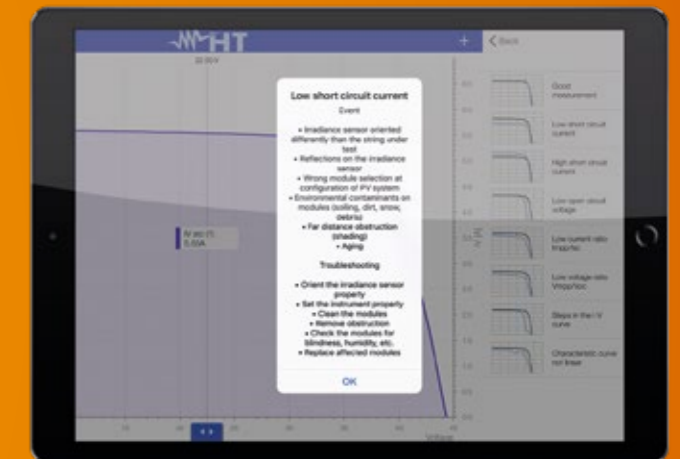 HT
+
< Back
22.00 V
Low short circuit current
Event
• Irradiance sensor oriented
differently than the string under
test
• Reflections on the irradiance
sensor
• Wrong module selection at
configuration of PV system
• Environmental contaminants on
modules (soiling, dirt, snow,
debris)
• Far distance obstruction
(shading)
• Aging
Troubleshooting
• Orient the irradiance sensor
properly
• Set the instrument properly
• Clean the modules
• Remove obstruction
• Check the modules for
blindness, humidity, etc.
• Replace affected modules
OK
Good
measurement
Low short circuit
current
High short circuit
current
Low open circuit
voltage
Low current ratio
Impp/Isc
Low voltage ratio
Vmpp/Voc
Steps in the I-V
curve
Characteristic curve
not linear
Voltage